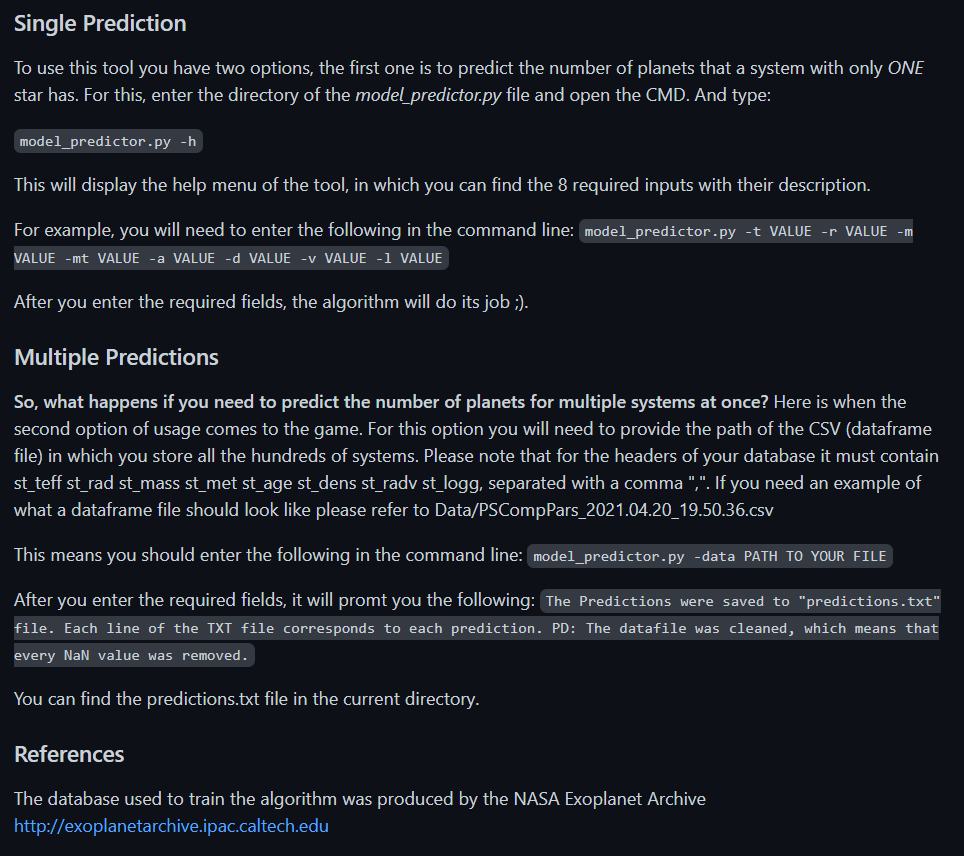 Single Prediction
To use this tool you have two options, the first one is to predict the number of planets that a system with only ONE
star has. For this, enter the directory of the model_predictor.py file and open the CMD. And type:
model_predictor.py -h
This will display the help menu of the tool, in which you can find the 8 required inputs with their description.
For example, you will need to enter the following in the command line: model_predictor.py -t VALUE -r VALUE -m
VALUE -mt VALUE -a VALUE -d VALUE -v VALUE -l VALUE
After you enter the required fields, the algorithm will do its job ;).
Multiple Predictions
So, what happens if you need to predict the number of planets for multiple systems at once? Here is when the
second option of usage comes to the game. For this option you will need to provide the path of the CSV (dataframe
file) in which you store all the hundreds of systems. Please note that for the headers of your database it must contain
st_teff st_rad st_mass st_met st_age st_dens st_radv st_logg, separated with a comma ",". If you need an example of
what a dataframe file should look like please refer to Data/PSCompPars_2021.04.20_19.50.36.csv
This means you should enter the following in the command line: model_predictor.py -data PATH TO YOUR FILE
After you enter the required fields, it will promt you the following: The Predictions were saved to "predictions.txt"
file. Each line of the TXT file corresponds to each prediction. PD: The datafile was cleaned, which means that
every NaN value was removed.
You can find the predictions.txt file in the current directory.
References
The database used to train the algorithm was produced by the NASA Exoplanet Archive
http://exoplanetarchive.ipac.caltech.edu